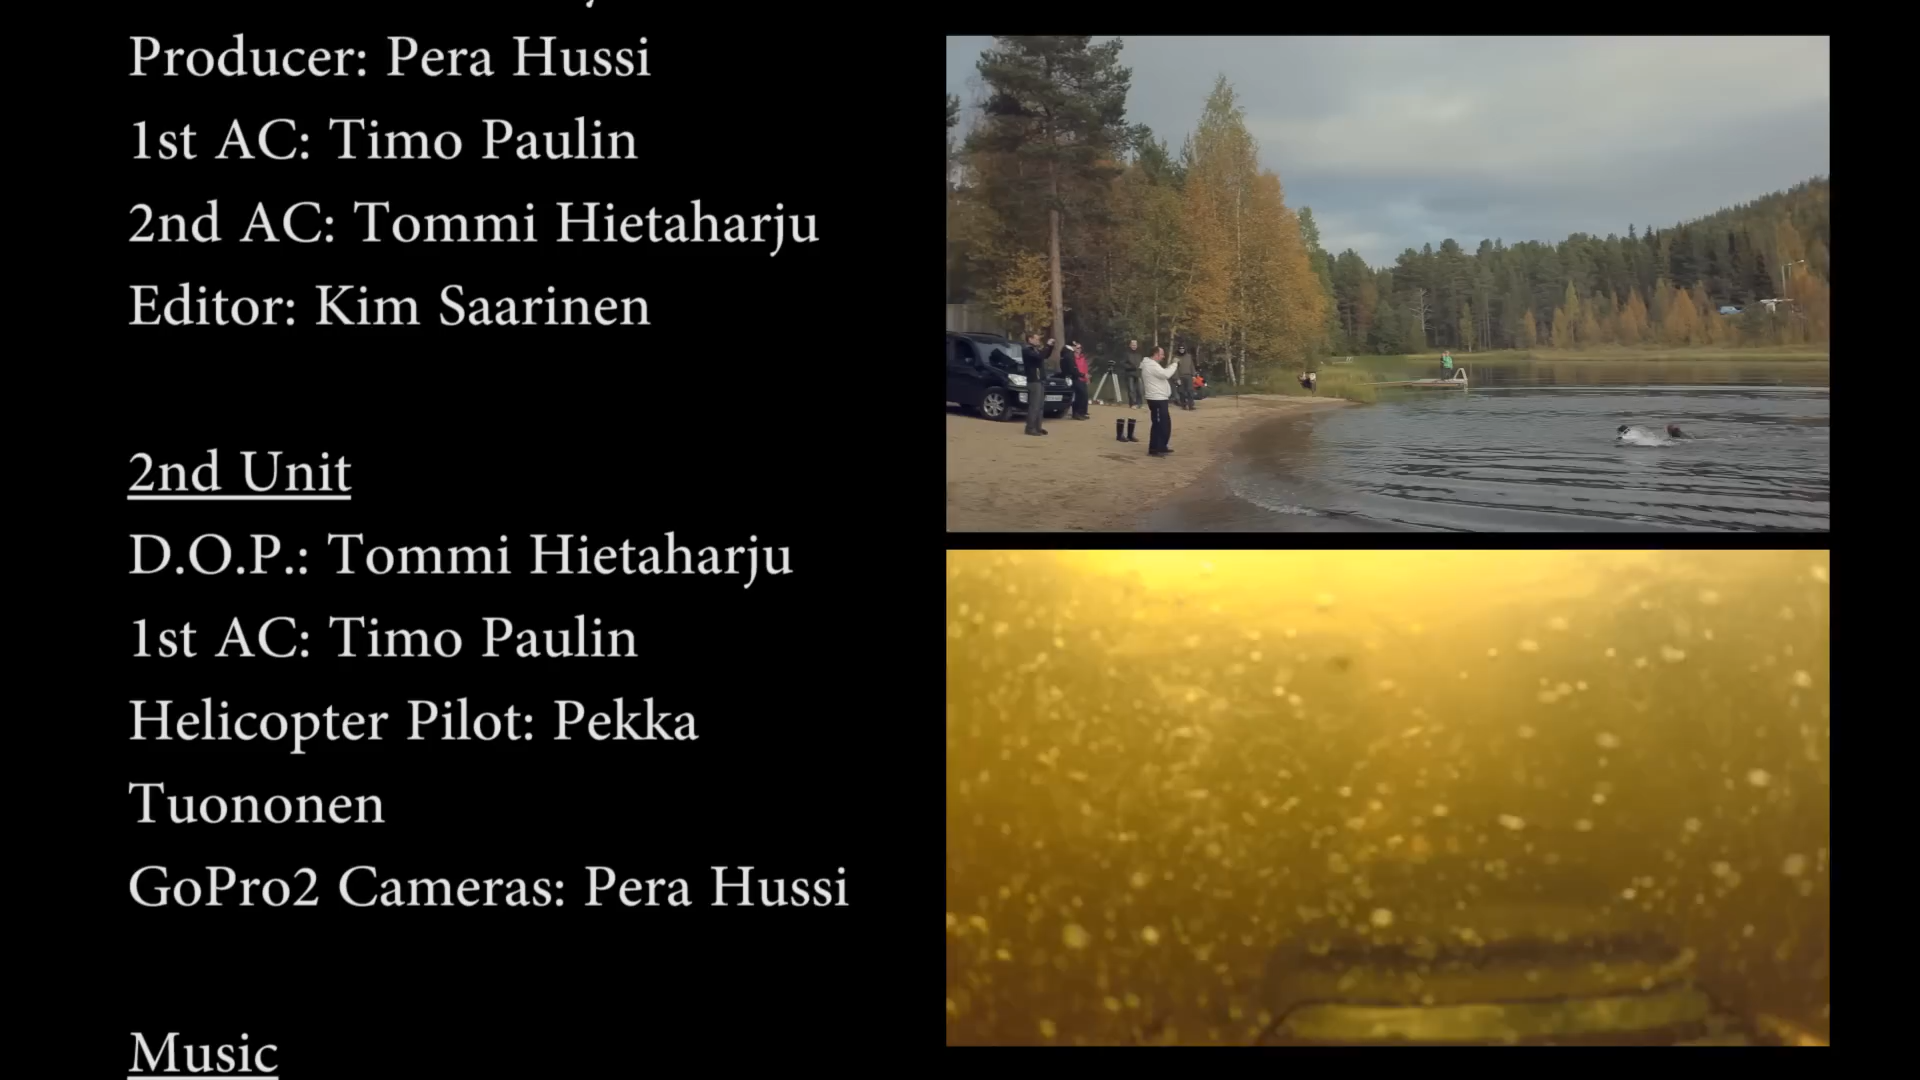 Producer: Pera Hussi
1st AC: Timo Paulin
2nd AC: Tommi Hietaharju
Editor: Kim Saarinen
2nd Unit
D.O.P.: Tommi Hietaharju
1st AC: Timo Paulin
Helicopter Pilot: Pekka
Tuononen
GoPro2 Cameras: Pera Hussi
Music